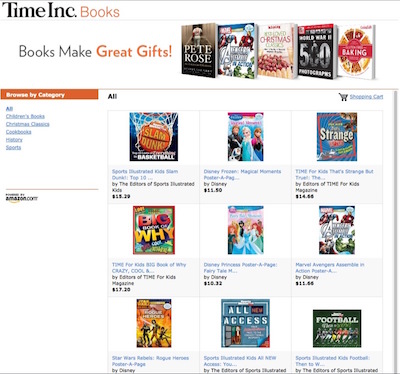 Time Inc. Books
Books Make Great Gifts!
PETE
ROSE
BEST-LOVED
CHRISTMAS
CLASSICS
WORLD WAR II
500
PHOTOGRAPHS
BAKING
Browse by Category
All
Children's Books
Christmas Classics
Cookbooks
History
Sports
POWERED BY
amazon.com
All
Shopping Cart
SLAM
DUNK!
BASKETBALL
Strange
Sports Illustrated Kids Slam
Dunk!: Top 10 ...
by The Editors of Sports Illustrated
Kids
$15.29
Disney Frozen: Magical Moments
Poster-A-Pag...
by Disney
$11.50
TIME For Kids That's Strange But
True!: The...
by Editors of TIME For Kids
Magazine
$14.66
BIG
BOOK OF
WHY
TIME For Kids BIG Book of Why
CRAZY, COOL &...
by Editors of TIME for Kids
Magazine
$17.20
Disney Princess Poster-A-Page:
Fairy Tale M...
by Disney
$10.32
Marvel Avengers Assemble in
Action Poster-A...
by Disney
$11.66
ROGUE
HEROES
ALL NEW
ACCESS
FOOTBALL
Star Wars Rebels: Rogue Heroes
Poster-A-Page
by Disney
Sports Illustrated Kids All NEW
Access: You...
by The Editors of Sports Illustrated
Kids
Sports Illustrated Kids Football:
Then to W...
by The Editors of Sports Illustrated
Kids